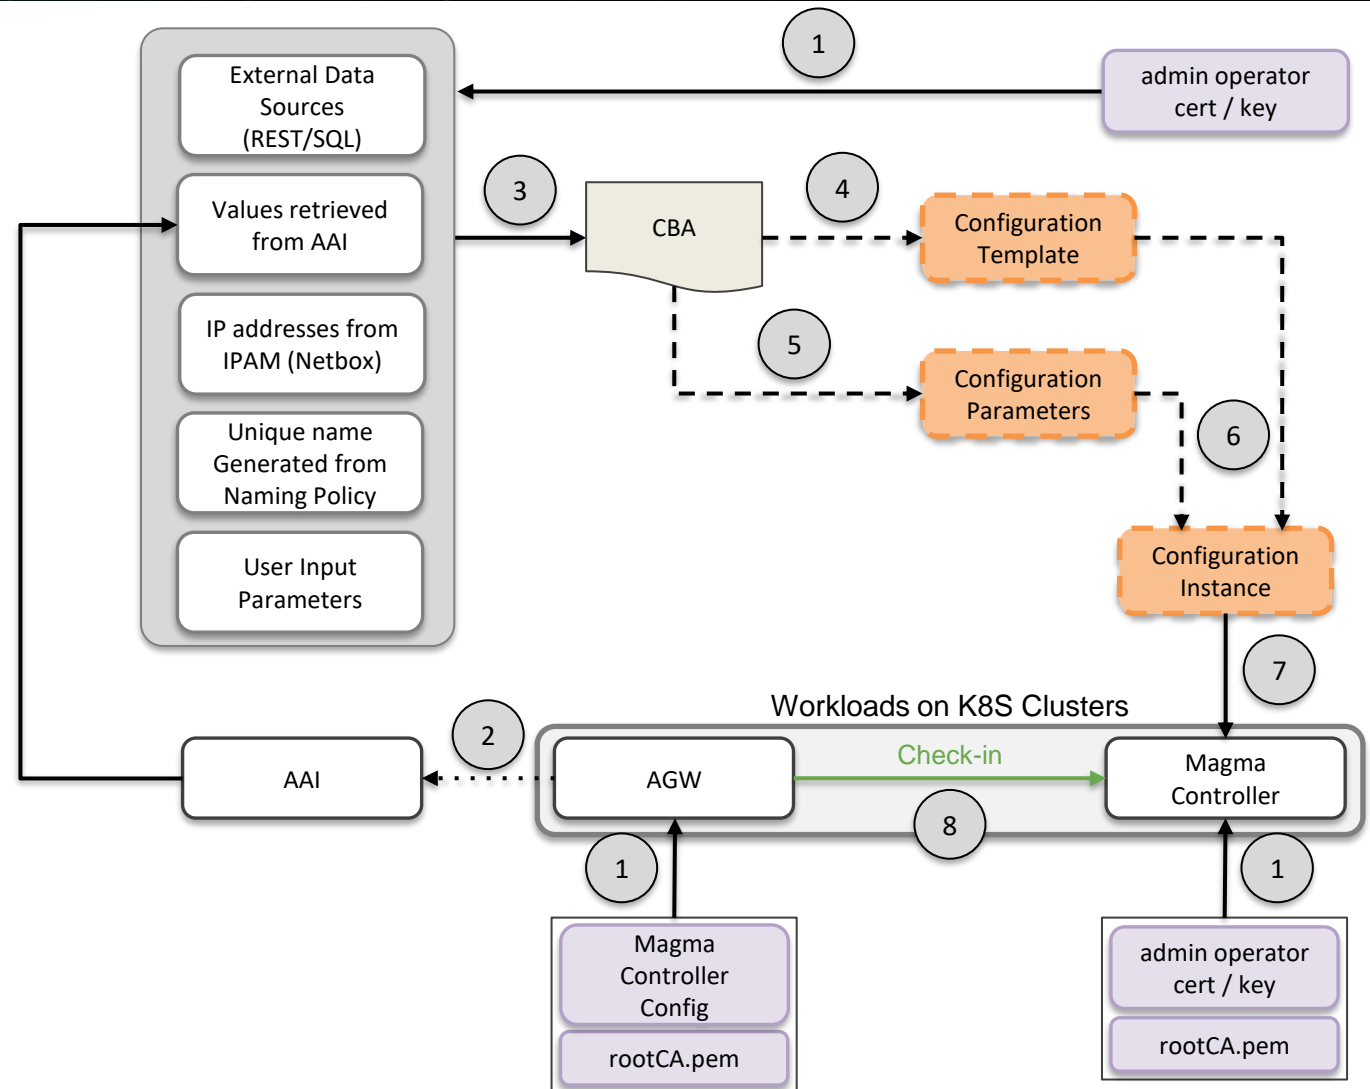 1
admin operator
cert / key
External Data
Sources
(REST/SQL)
Values retrieved
from AAI
IP addresses from
IPAM (Netbox)
Unique name
Generated from
Naming Policy
User Input
Parameters
3
CBA
4
Configuration
Template
5
Configuration
Parameters
6
Configuration
Instance
7
Workloads on K8S Clusters
2
AAI
AGW
Check-in
Magma
Controller
8
1
1
Magma
Controller
Config
rootCA.pem
admin operator
cert / key
rootCA.pem